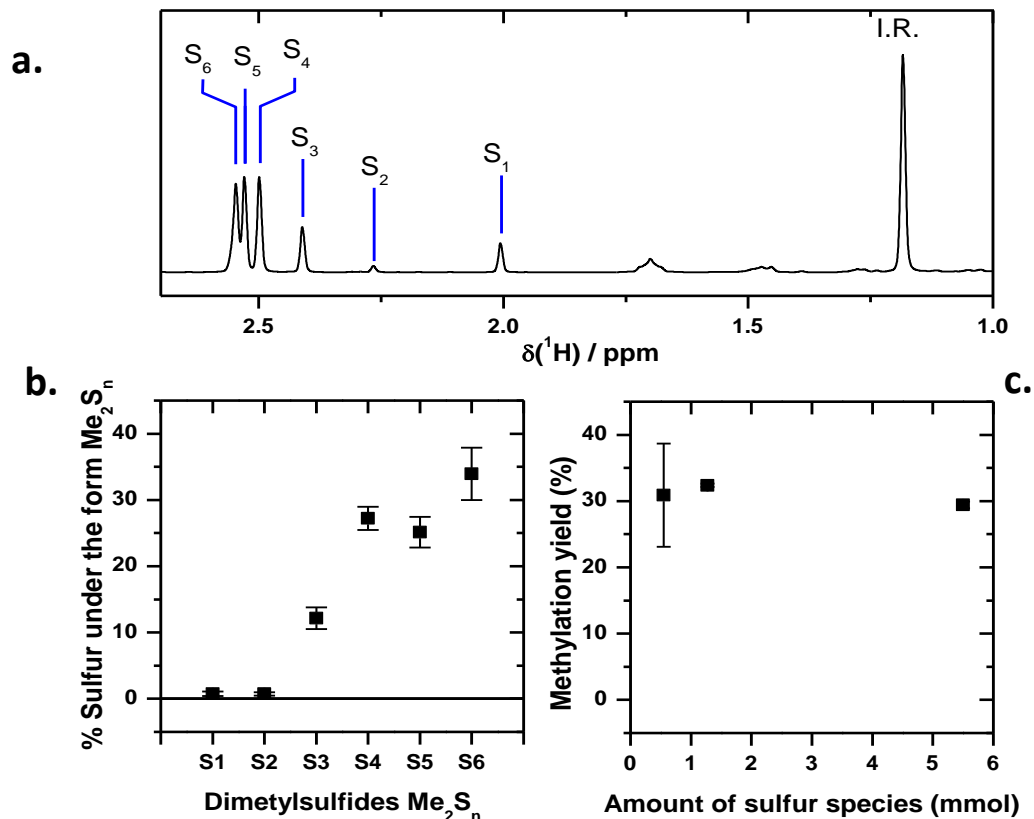 a.
I.R.
S₆ S₅ S₄
S₃
S₂
S₁
2.5 2.0 1.5 1.0
δ(¹H) / ppm
b.
% Sulfur under the form Me₂Sₙ
40
30
20
10
0
S1 S2 S3 S4 S5 S6
Dimetylsulfides Me₂Sₙ
c.
Methylation yield (%)
40
30
20
10
0
0 1 2 3 4 5 6
Amount of sulfur species (mmol)